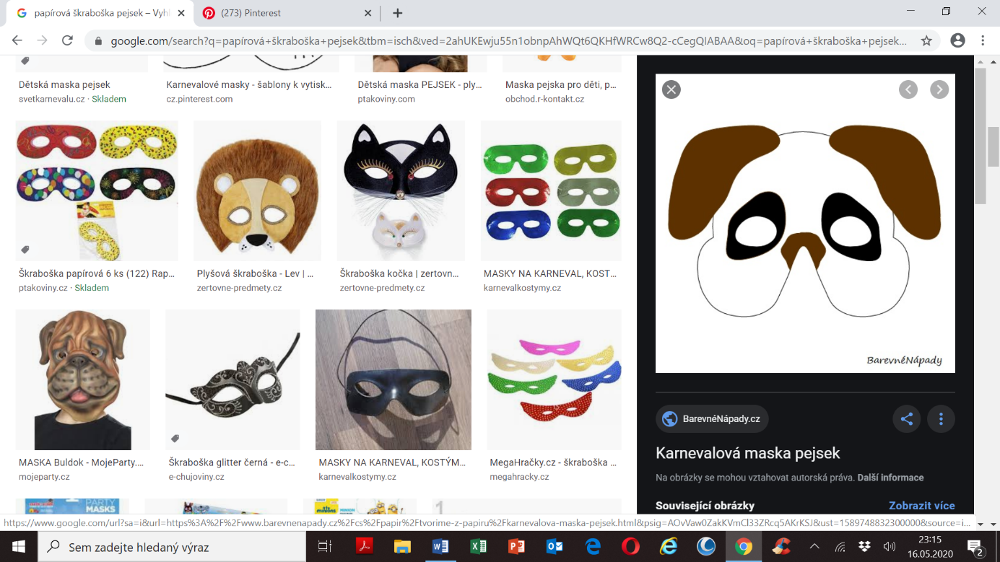 papírová škraboška pejsek – Vyhl
(273) Pinterest
google.com/search?q=papírová+škraboška+pejsek&tbm=isch&ved=2ahUKEwju55n1obnpAhWQt6QKHfWRCw8Q2-cCegQIABAA&oq=papírová+škraboška+pejsek...
Dětská maska pejsek
svetkarnevalu.cz · Skladem
Karnevalové masky - šablony k vytisk...
cz.pinterest.com
Dětská maska PEJSEK - ply...
ptakoviny.com
Maska pejska pro děti, p...
obchod.r-kontakt.cz
Škraboška papírová 6 ks (122) Rap...
ptakoviny.cz · Skladem
Plyšová škraboška - Lev | ...
zertovne-predmety.cz
Škraboška kočka | zertovn...
zertovne-predmety.cz
MASKY NA KARNEVAL, KOST...
karnevalkostymy.cz
MASKA Buldok - MojeParty....
mojeparty.cz
Škraboška glitter černá - e-c...
e-chujoviny.cz
MASKY NA KARNEVAL, KOSTÝM...
karnevalkostymy.cz
MegaHračky.cz - škraboška ...
megahracky.cz
PARTY
MASKS
minions
BarevnéNápady
BarevnéNápady.cz
Karnevalová maska pejsek
Na obrázky se mohou vztahovat autorská práva. Další informace
Související obrázky
Zobrazit více
https://www.google.com/url?sa=i&url=https%3A%2F%2Fwww.barevnenapady.cz%2Fcs%2Fpapir%2Ftvorime-z-papiru%2Fkarnevalova-maska-pejsek.html&psig=AOvVaw0ZakKVmCl33ZRcq5AKrKSJ&ust=1589748832300000&source=i...
Sem zadejte hledaný výraz
23:15
16.05.2020
2